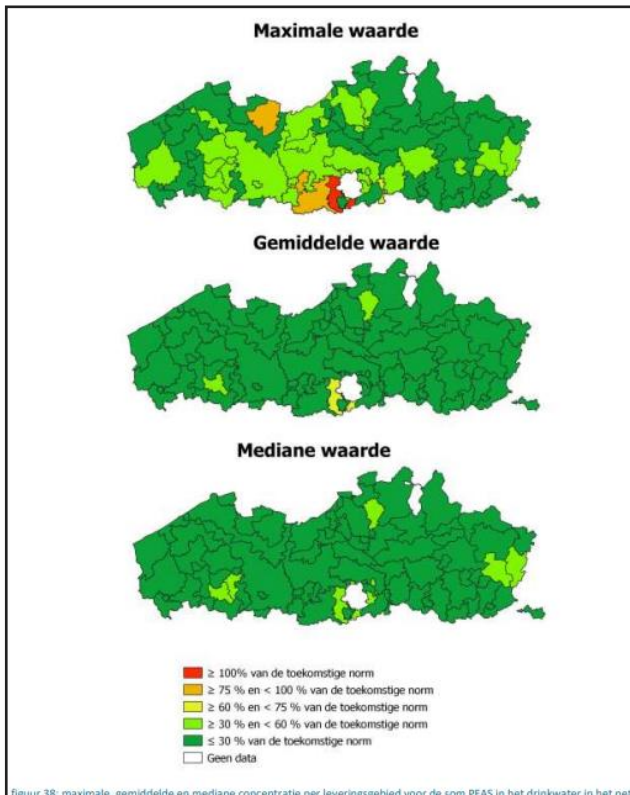 Maximale waarde
Gemiddelde waarde
Mediane waarde
≥ 100% van de toekomstige norm
≥ 75 % en < 100 % van de toekomstige norm
≥ 60 % en < 75 % van de toekomstige norm
≥ 30 % en < 60 % van de toekomstige norm
≤ 30 % van de toekomstige norm
Geen data
figuur 38: maximale, gemiddelde en mediane concentratie per leveringsgebied voor de som PFAS in het drinkwater in het net